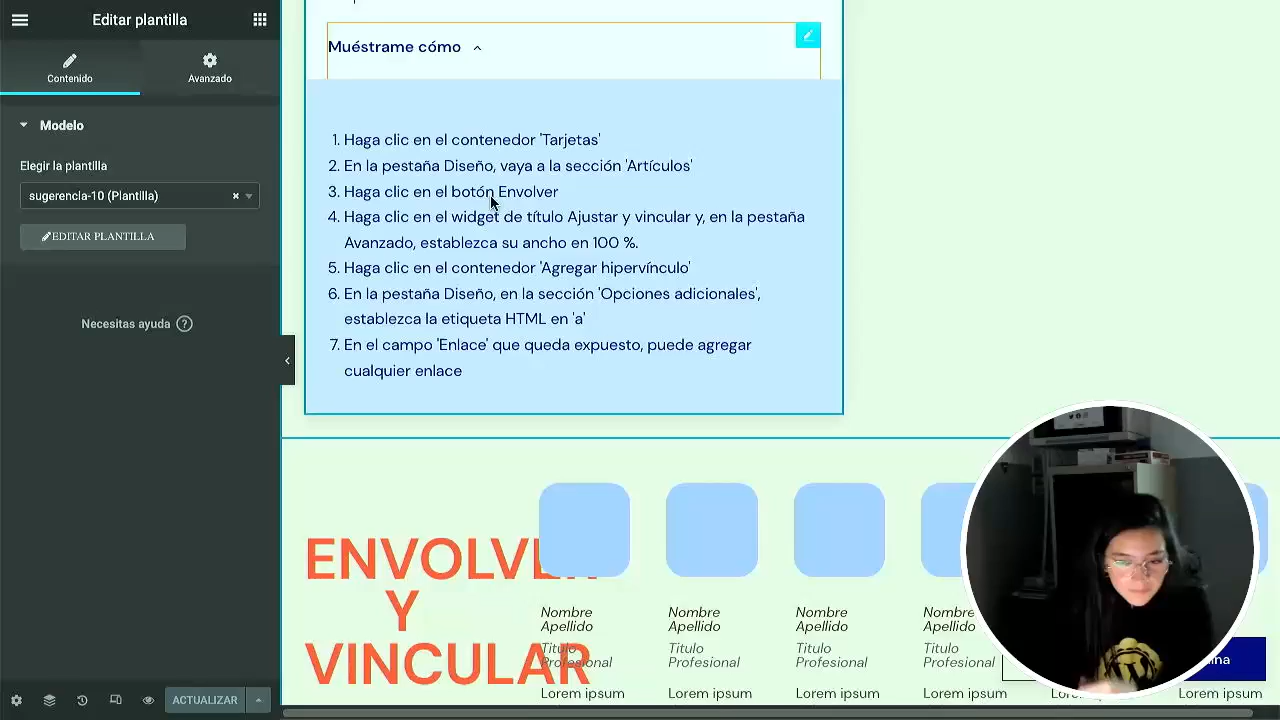 Editar plantilla
Contenido
Avanzado
Modelo
Elegir la plantilla
sugerencia-10 (Plantilla)
EDITAR PLANTILLA
Necesitas ayuda
ACTUALIZAR
Muéstrame cómo
1. Haga clic en el contenedor 'Tarjetas'
2. En la pestaña Diseño, vaya a la sección 'Artículos'
3. Haga clic en el botón Envolver
4. Haga clic en el widget de título Ajustar y vincular y, en la pestaña
Avanzado, establezca su ancho en 100 %.
5. Haga clic en el contenedor 'Agregar hipervínculo'
6. En la pestaña Diseño, en la sección 'Opciones adicionales',
establezca la etiqueta HTML en 'a'
7. En el campo 'Enlace' que queda expuesto, puede agregar
cualquier enlace
ENVOLVER
Y
VINCULAR
Nombre
Apellido
Titulo
Profesional
Lorem ipsum
Nombre
Apellido
Titulo
Profesional
Lorem ipsum
Nombre
Apellido
Titulo
Profesional
Lorem ipsum
Nombre
Apellido
Titulo
Profesional
Lorem ipsum
Lorem ipsum